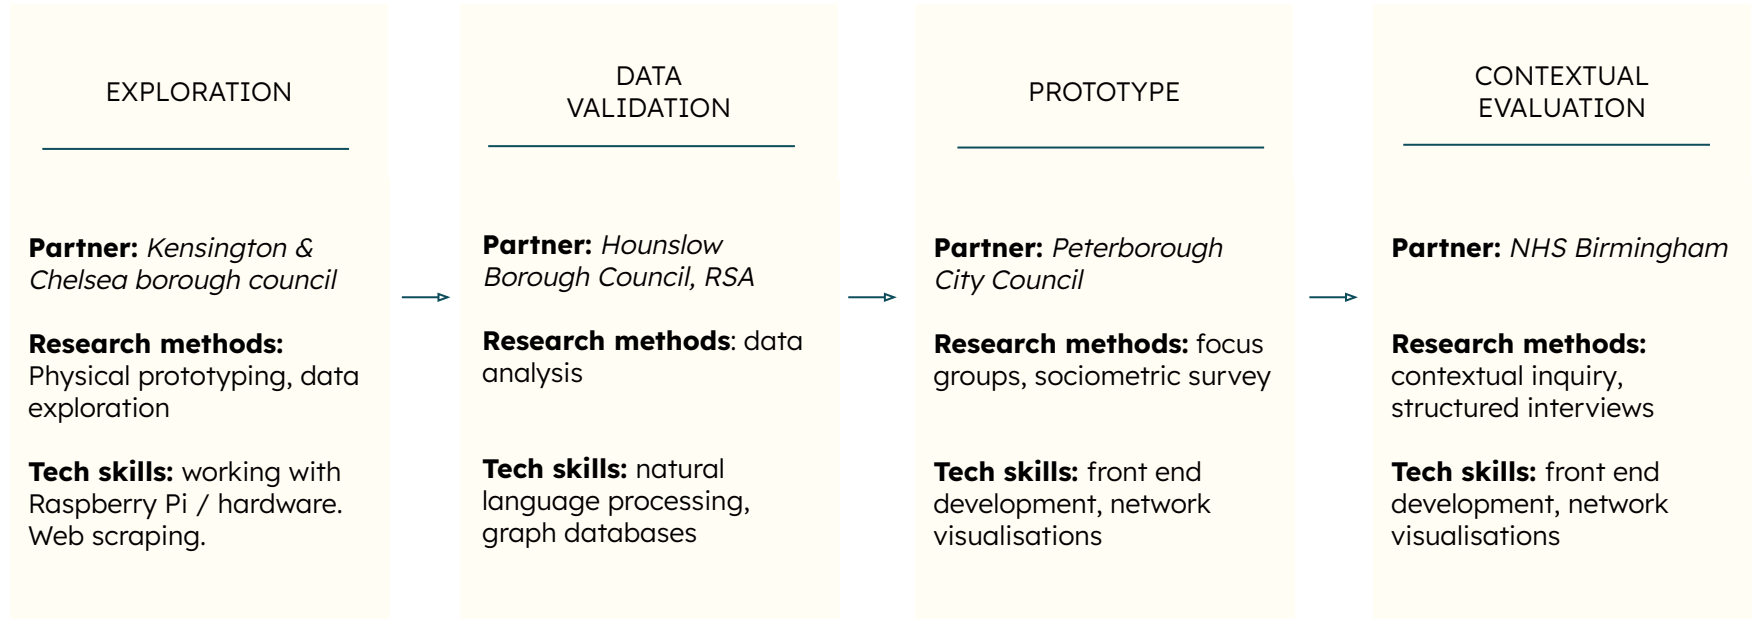 EXPLORATION
Partner: Kensington &
Chelsea borough council
Research methods:
Physical prototyping, data
exploration
Tech skills: working with
Raspberry Pi / hardware.
Web scraping.
DATA
VALIDATION
Partner: Hounslow
Borough Council, RSA
Research methods: data
analysis
Tech skills: natural
language processing,
graph databases
PROTOTYPE
Partner: Peterborough
City Council
Research methods: focus
groups, sociometric survey
Tech skills: front end
development, network
visualisations
CONTEXTUAL
EVALUATION
Partner: NHS Birmingham
Research methods:
contextual inquiry,
structured interviews
Tech skills: front end
development, network
visualisations